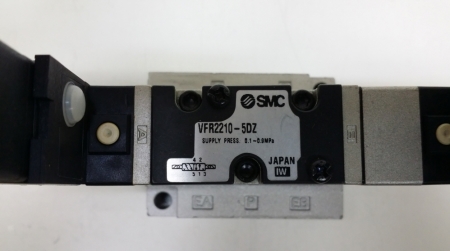 SMC
VFR2210-5DZ
SUPPLY PRESS. 0.1~0.9MPa
4 2
5 1 3
JAPAN
IW
EA P EB